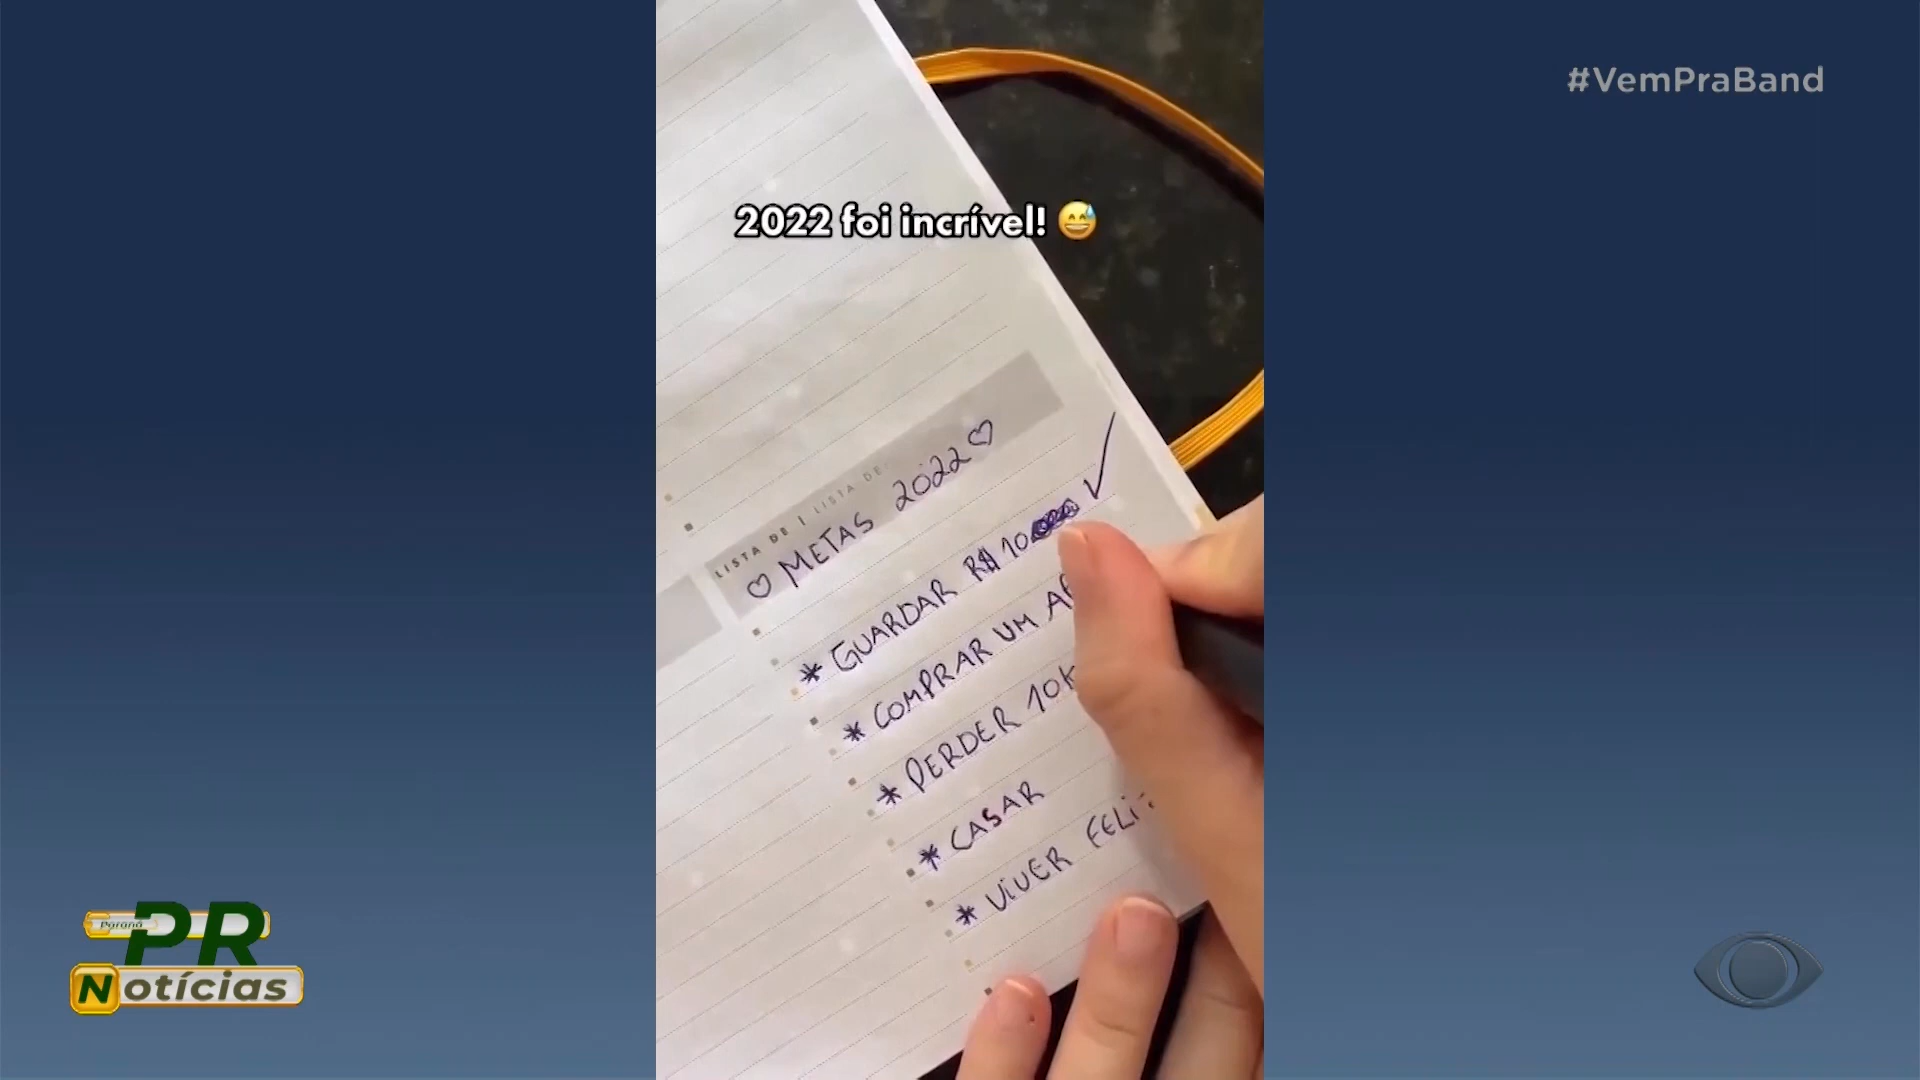 #VemPraBand
2022 foi incrível! 😅
LISTA DE | LISTA DE:
♡ METAS 2022 ♡
* GUARDAR R$ 10 ✓
* COMPRAR UM
* PERDER 10K
* CASAR
* VIVER
Paraná
PR
Notícias